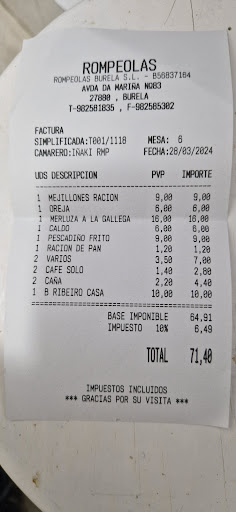 ROMPEOLAS
ROMPEOLAS BURELA S.L. - B56837164
AVDA DA MARIÑA Nº83
27880 , BURELA
T-982581835 , F-982585302
FACTURA
SIMPLIFICADA:T001/1118 MESA: 6
CAMARERO:IÑAKI RMP FECHA:28/03/2024
UDS DESCRIPCION PVP IMPORTE
1 MEJILLONES RACION 9,00 9,00
1 OREJA 6,00 6,00
1 MERLUZA A LA GALLEGA 16,00 16,00
1 CALDO 6,00 6,00
1 PESCADIÑO FRITO 9,00 9,00
1 RACION DE PAN 1,20 1,20
2 VARIOS 3,50 7,00
2 CAFE SOLO 1,40 2,80
2 CAÑA 2,20 4,40
1 B RIBEIRO CASA 10,00 10,00
BASE IMPONIBLE 64,91
IMPUESTO 10% 6,49
TOTAL 71,40
IMPUESTOS INCLUIDOS
*** GRACIAS POR SU VISITA ***